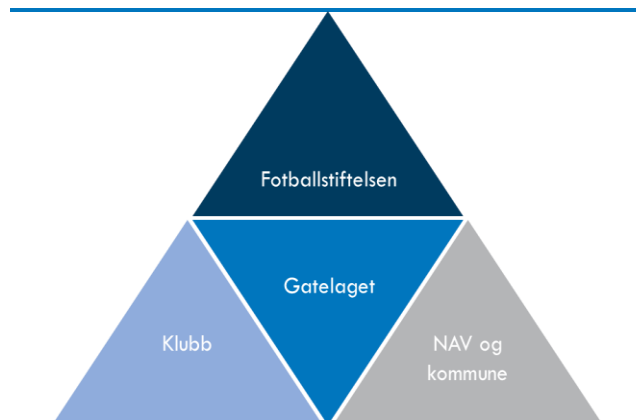 Fotballstiftelsen
Gatelaget
Klubb
NAV og
kommune